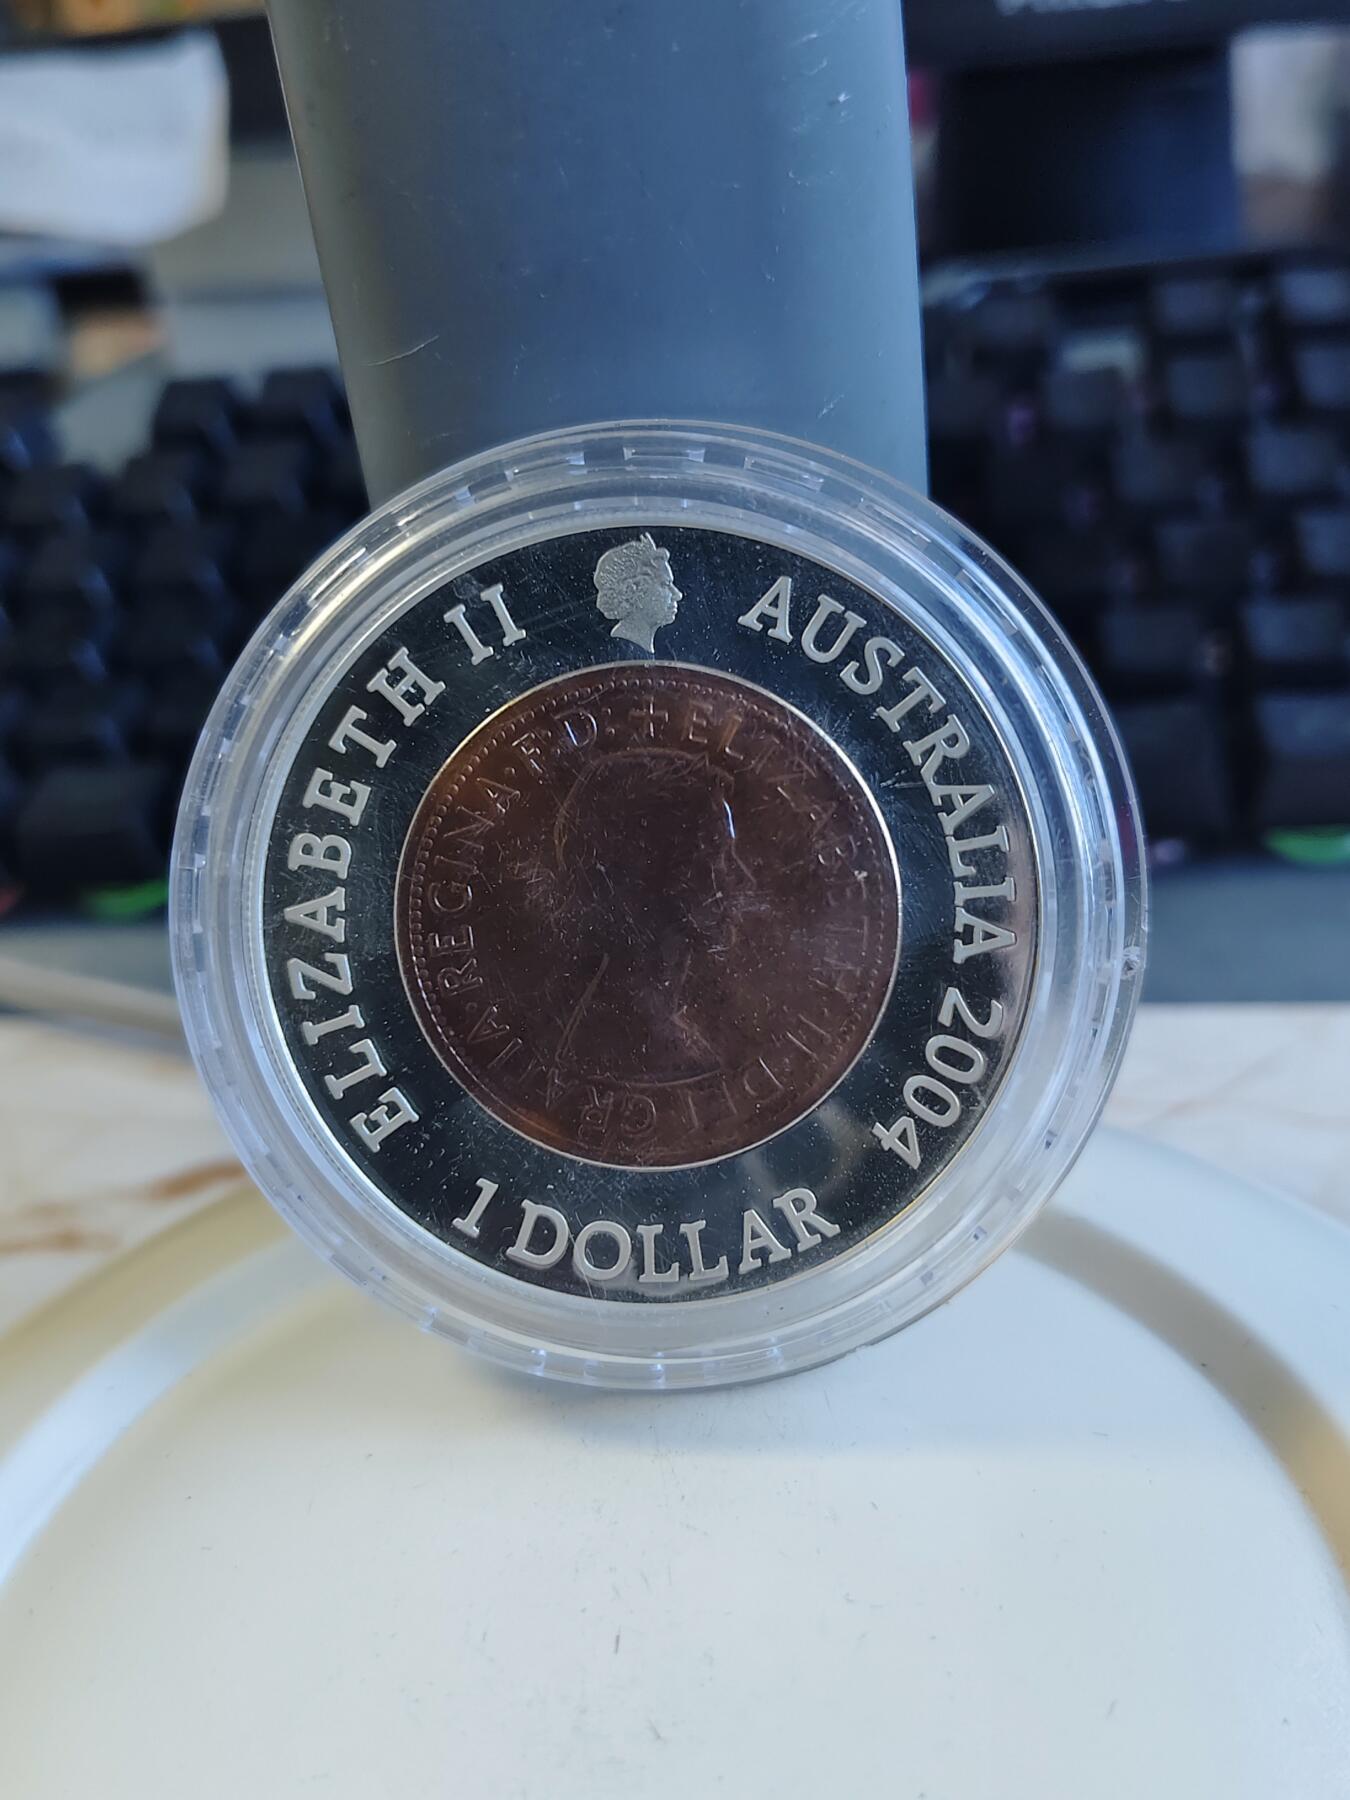 ELIZABETH II
AUSTRALIA 2004
1 DOLLAR
+ ELIZABETH·II·DEI·GRATIA·REGINA·F:D: